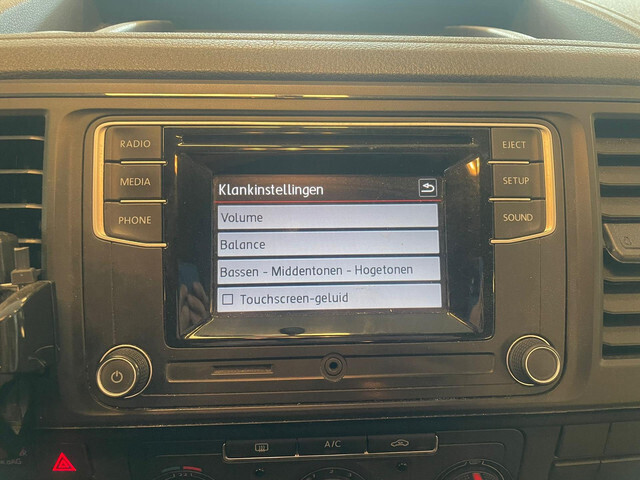 RADIO
MEDIA
PHONE
Klankinstellingen
Volume
Balance
Bassen - Middentonen - Hogetonen
Touchscreen-geluid
EJECT
SETUP
SOUND
A/C